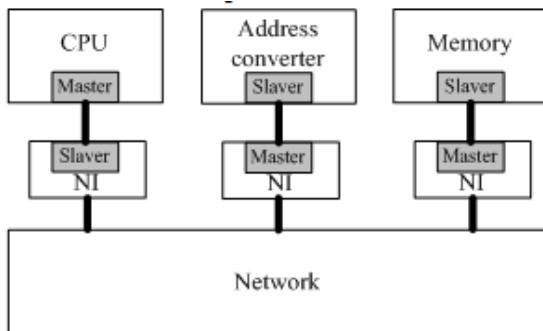 CPU
Address
converter
Memory
Master
Slaver
Slaver
Slaver
Master
Master
NI
NI
NI
Network